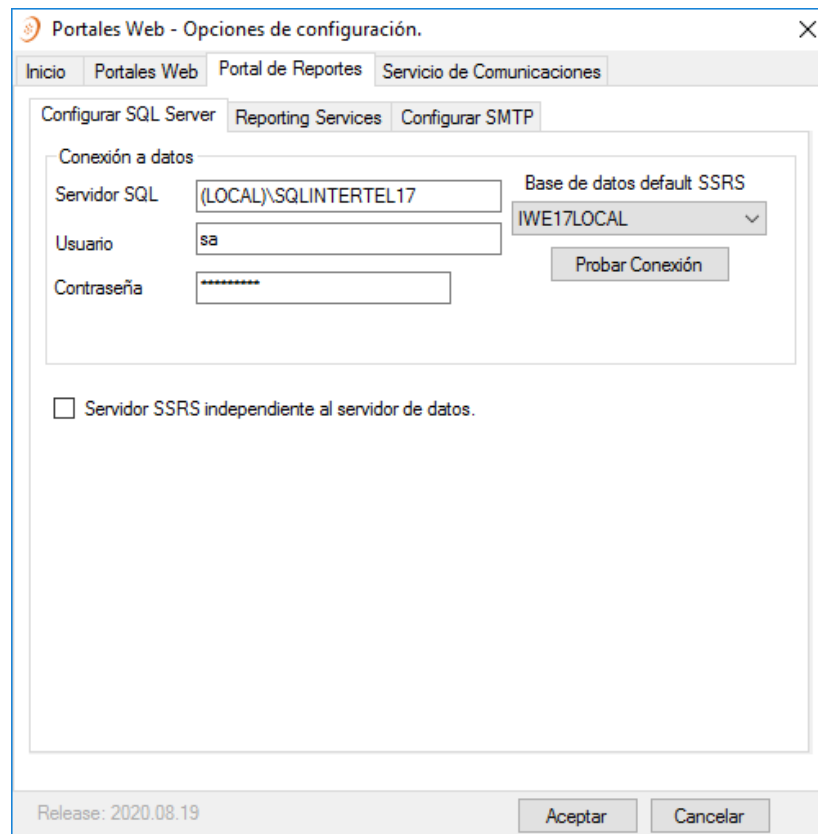 Portales Web - Opciones de configuración.
Inicio Portales Web Portal de Reportes Servicio de Comunicaciones
Configurar SQL Server Reporting Services Configurar SMTP
Conexión a datos
Servidor SQL (LOCAL)\SQLINTERTEL17 Base de datos default SSRS
IWE17LOCAL
Usuario sa
Probar Conexión
Contraseña *********
Servidor SSRS independiente al servidor de datos.
Release: 2020.08.19 Aceptar Cancelar